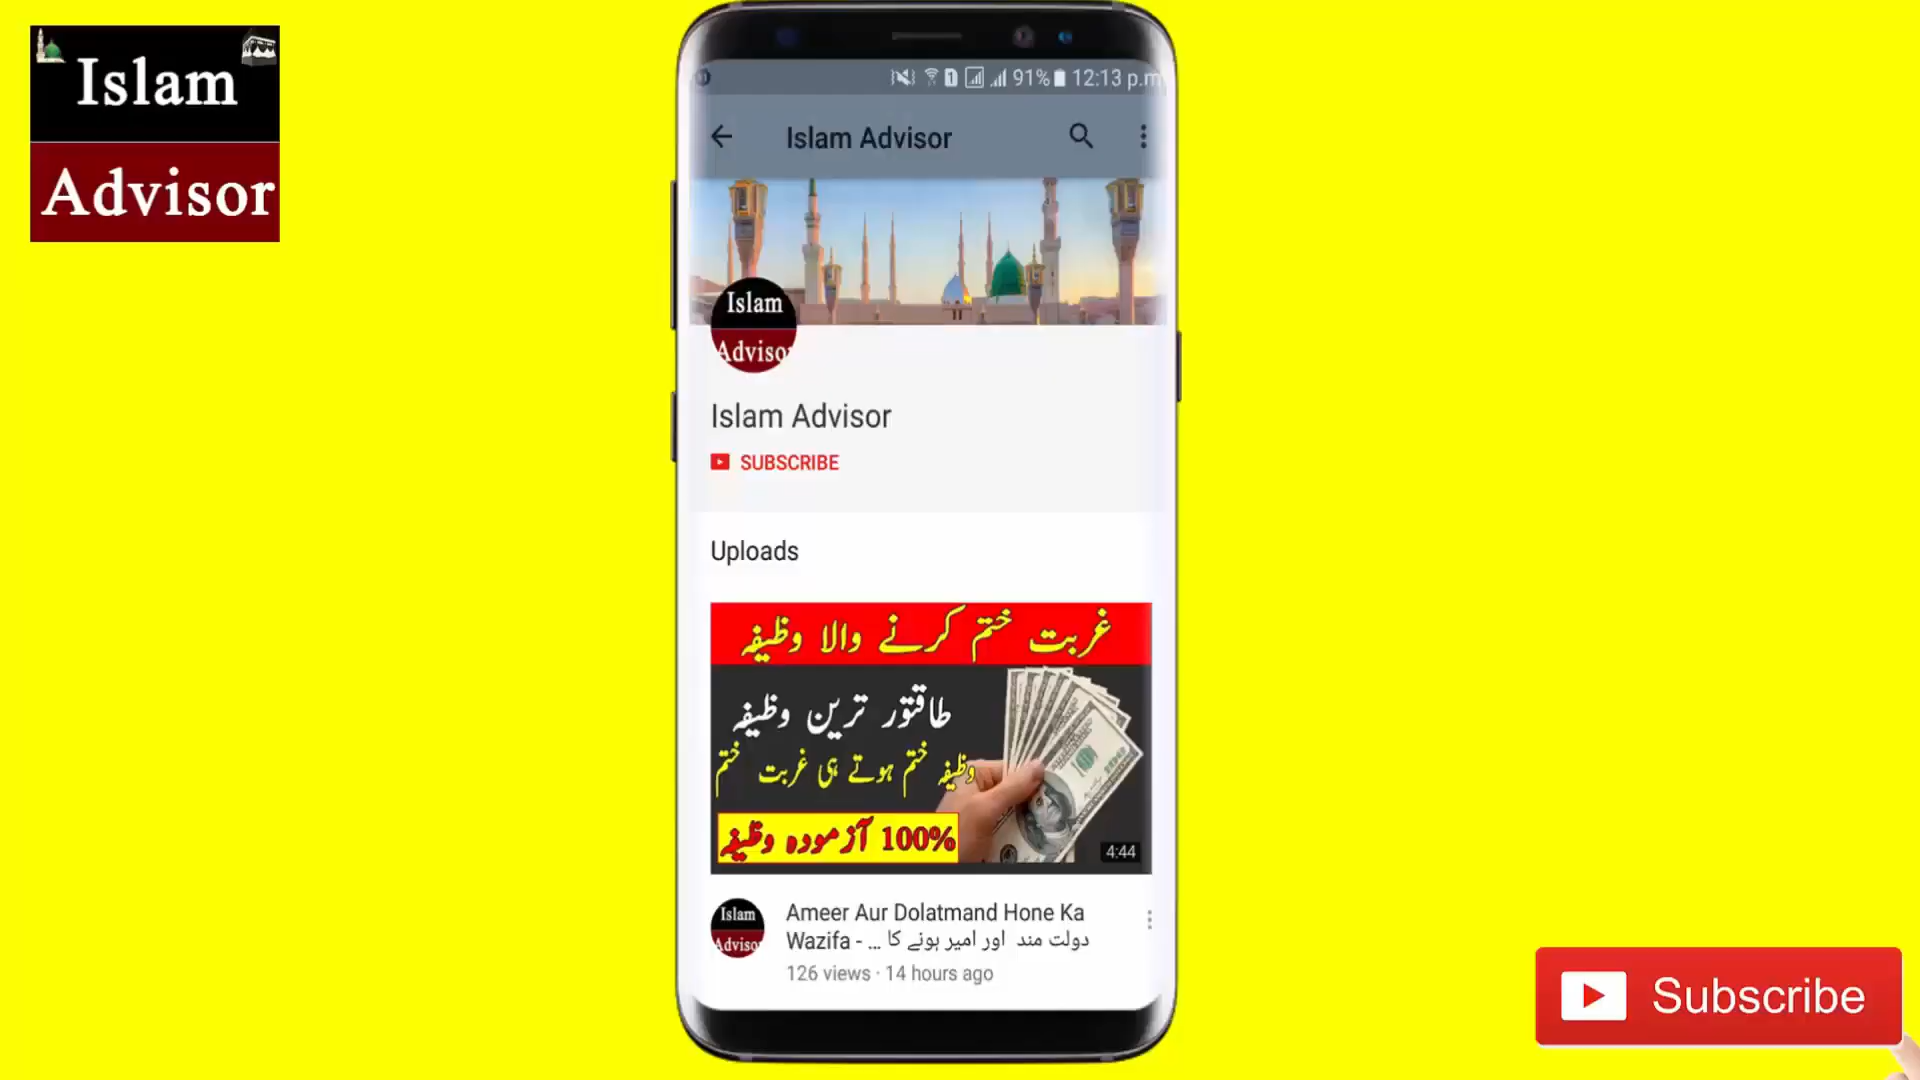 Islam
Advisor
91% 12:13 p.m
Islam Advisor
Islam
Advisor
Islam Advisor
SUBSCRIBE
Uploads
غربت ختم کرنے والا وظیفہ
طاقتور ترین وظیفہ
وظیفہ ختم ہوتے ہی غربت ختم
100% آزمودہ وظیفہ
4:44
Islam
Advisor
Ameer Aur Dolatmand Hone Ka
Wazifa - ... دولت مند اور امیر ہونے کا
126 views · 14 hours ago
Subscribe